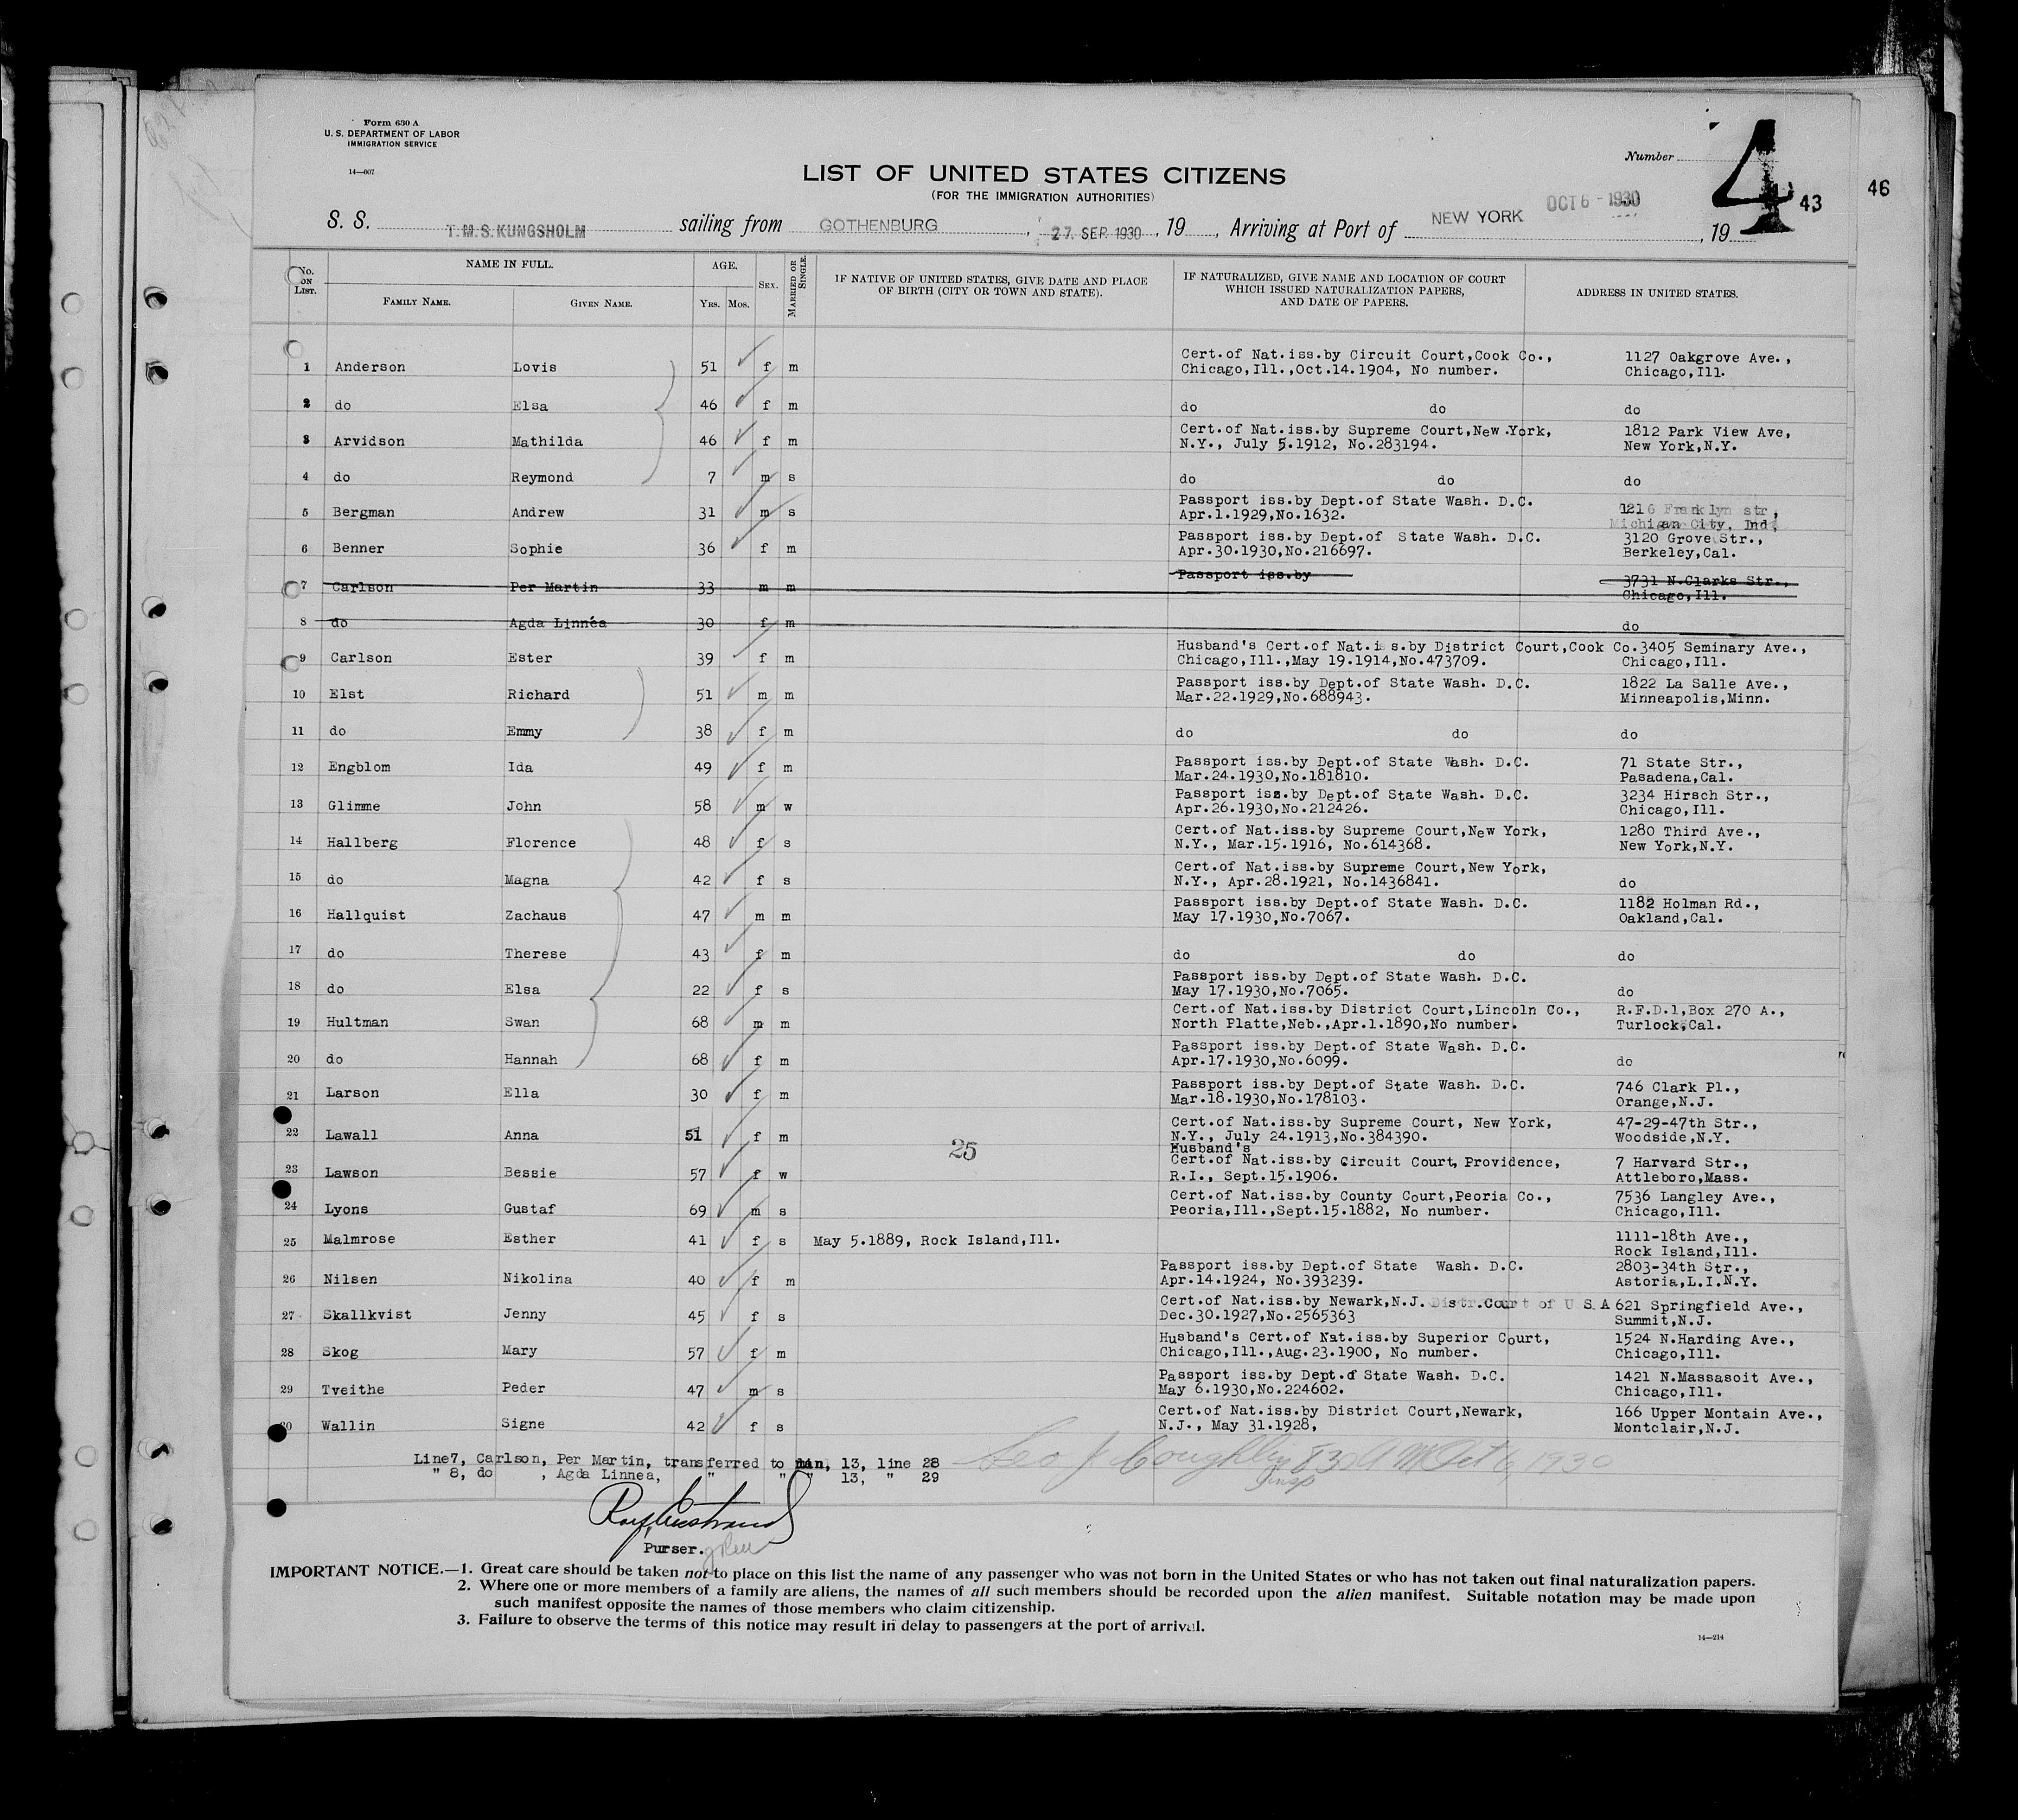 Form 630 A
U. S. DEPARTMENT OF LABOR
IMMIGRATION SERVICE
14—607
Number 4 43 46
LIST OF UNITED STATES CITIZENS
(FOR THE IMMIGRATION AUTHORITIES)
S. S. T.M.S.KUNGSHOLM sailing from GOTHENBURG, 27. SEP. 1930, 19 , Arriving at Port of NEW YORK OCT 6 - 1930, 19
No. ON LIST. NAME IN FULL. AGE. SEX. MARRIED OR SINGLE. IF NATIVE OF UNITED STATES, GIVE DATE AND PLACE OF BIRTH (CITY OR TOWN AND STATE). IF NATURALIZED, GIVE NAME AND LOCATION OF COURT WHICH ISSUED NATURALIZATION PAPERS, AND DATE OF PAPERS. ADDRESS IN UNITED STATES.
FAMILY NAME. GIVEN NAME. YRS. MOS.
1 Anderson Lovis 51 f m Cert.of Nat.iss.by Circuit Court,Cook Co., 1127 Oakgrove Ave.,
Chicago,Ill.,Oct.14.1904, No number. Chicago,Ill.
2 do Elsa 46 f m do do do
3 Arvidson Mathilda 46 f m Cert.of Nat.iss.by Supreme Court,New York, 1812 Park View Ave,
N.Y., July 5.1912, No.283194. New York,N.Y.
4 do Reymond 7 m s do do do
5 Bergman Andrew 31 m s Passport iss.by Dept.of State Wash. D.C. 1216 Franklyn str,
Apr.1.1929,No.1632. Michigan City, Ind
6 Benner Sophie 36 f m Passport iss.by Dept.of State Wash. D.C. 3120 Grove Str.,
Apr.30.1930,No.216697. Berkeley,Cal.
7 Carlson Per Martin 33 m m Passport iss.by 3731 N.Clarks Str.,
Chicago,Ill.
8 do Agda Linnéa 30 f m do
9 Carlson Ester 39 f m Husband's Cert.of Nat.iss.by District Court,Cook Co. 3405 Seminary Ave.,
Chicago,Ill.,May 19.1914,No.473709. Chicago,Ill.
10 Elst Richard 51 m m Passport iss.by Dept.of State Wash. D.C. 1822 La Salle Ave.,
Mar.22.1929,No.688943. Minneapolis,Minn.
11 do Emmy 38 f m do do do
12 Engblom Ida 49 f m Passport iss.by Dept.of State Wash. D.C. 71 State Str.,
Mar.24.1930,No.181810. Pasadena,Cal.
13 Glimme John 58 m w Passport iss.by Dept.of State Wash. D.C. 3234 Hirsch Str.,
Apr.26.1930,No.212426. Chicago,Ill.
14 Hallberg Florence 48 f s Cert.of Nat.iss.by Supreme Court,New York, 1280 Third Ave.,
N.Y., Mar.15.1916, No.614368. New York,N.Y.
15 do Magna 42 f s Cert.of Nat.iss.by Supreme Court,New York,
N.Y., Apr.28.1921, No.1436841. do
16 Hallquist Zachaus 47 m m Passport iss.by Dept.of State Wash. D.C. 1182 Holman Rd.,
May 17.1930,No.7067. Oakland,Cal.
17 do Therese 43 f m do do do
18 do Elsa 22 f s Passport iss.by Dept.of State Wash. D.C.
May 17.1930,No.7065. do
19 Hultman Swan 68 m m Cert.of Nat.iss.by District Court,Lincoln Co., R.F.D.1,Box 270 A.,
North Platte,Neb.,Apr.1.1890,No number. Turlock,Cal.
20 do Hannah 68 f m Passport iss.by Dept.of State Wash. D.C.
Apr.17.1930,No.6099. do
21 Larson Ella 30 f m Passport iss.by Dept.of State Wash. D.C. 746 Clark Pl.,
Mar.18.1930,No.178103. Orange,N.J.
22 Lawall Anna 51 f m Cert.of Nat.iss.by Supreme Court, New York, 47-29-47th Str.,
N.Y., July 24.1913,No.384390. Woodside,N.Y.
25
Husband's
23 Lawson Bessie 57 f w Cert.of Nat.iss.by Circuit Court, Providence, 7 Harvard Str.,
R.I., Sept.15.1906. Attleboro,Mass.
24 Lyons Gustaf 69 m s Cert.of Nat.iss.by County Court,Peoria Co., 7536 Langley Ave.,
Peoria,Ill.,Sept.15.1882, No number. Chicago,Ill.
25 Malmrose Esther 41 f s May 5.1889, Rock Island,Ill. 1111-18th Ave.,
Rock Island,Ill.
26 Nilsen Nikolina 40 f m Passport iss.by Dept.of State Wash. D.C. 2803-34th Str.,
Apr.14.1924, No.393239. Astoria,L.I.N.Y.
27 Skallkvist Jenny 45 f s Cert.of Nat.iss.by Newark,N.J. Distr.Court of U S.A 621 Springfield Ave.,
Dec.30.1927,No.2565363 Summit,N.J.
28 Skog Mary 57 f m Husband's Cert.of Nat.iss.by Superior Court, 1524 N.Harding Ave.,
Chicago,Ill.,Aug.23.1900, No number. Chicago,Ill.
29 Tveithe Peder 47 m s Passport iss.by Dept.of State Wash. D.C. 1421 N.Massasoit Ave.,
May 6.1930,No.224602. Chicago,Ill.
30 Wallin Signe 42 f s Cert.of Nat.iss.by District Court,Newark, 166 Upper Montain Ave.,
N.J., May 31.1928, Montclair,N.J.
Line7, Carlson, Per Martin, transferred to man, 13, line 28
" 8, do , Agda Linnea, " " " 13, " 29
Leo J Coughlin 830 AM Oct 6, 1930
Insp
Purser.
IMPORTANT NOTICE.—1. Great care should be taken not to place on this list the name of any passenger who was not born in the United States or who has not taken out final naturalization papers.
2. Where one or more members of a family are aliens, the names of all such members should be recorded upon the alien manifest. Suitable notation may be made upon
such manifest opposite the names of those members who claim citizenship.
3. Failure to observe the terms of this notice may result in delay to passengers at the port of arrival.
14—214